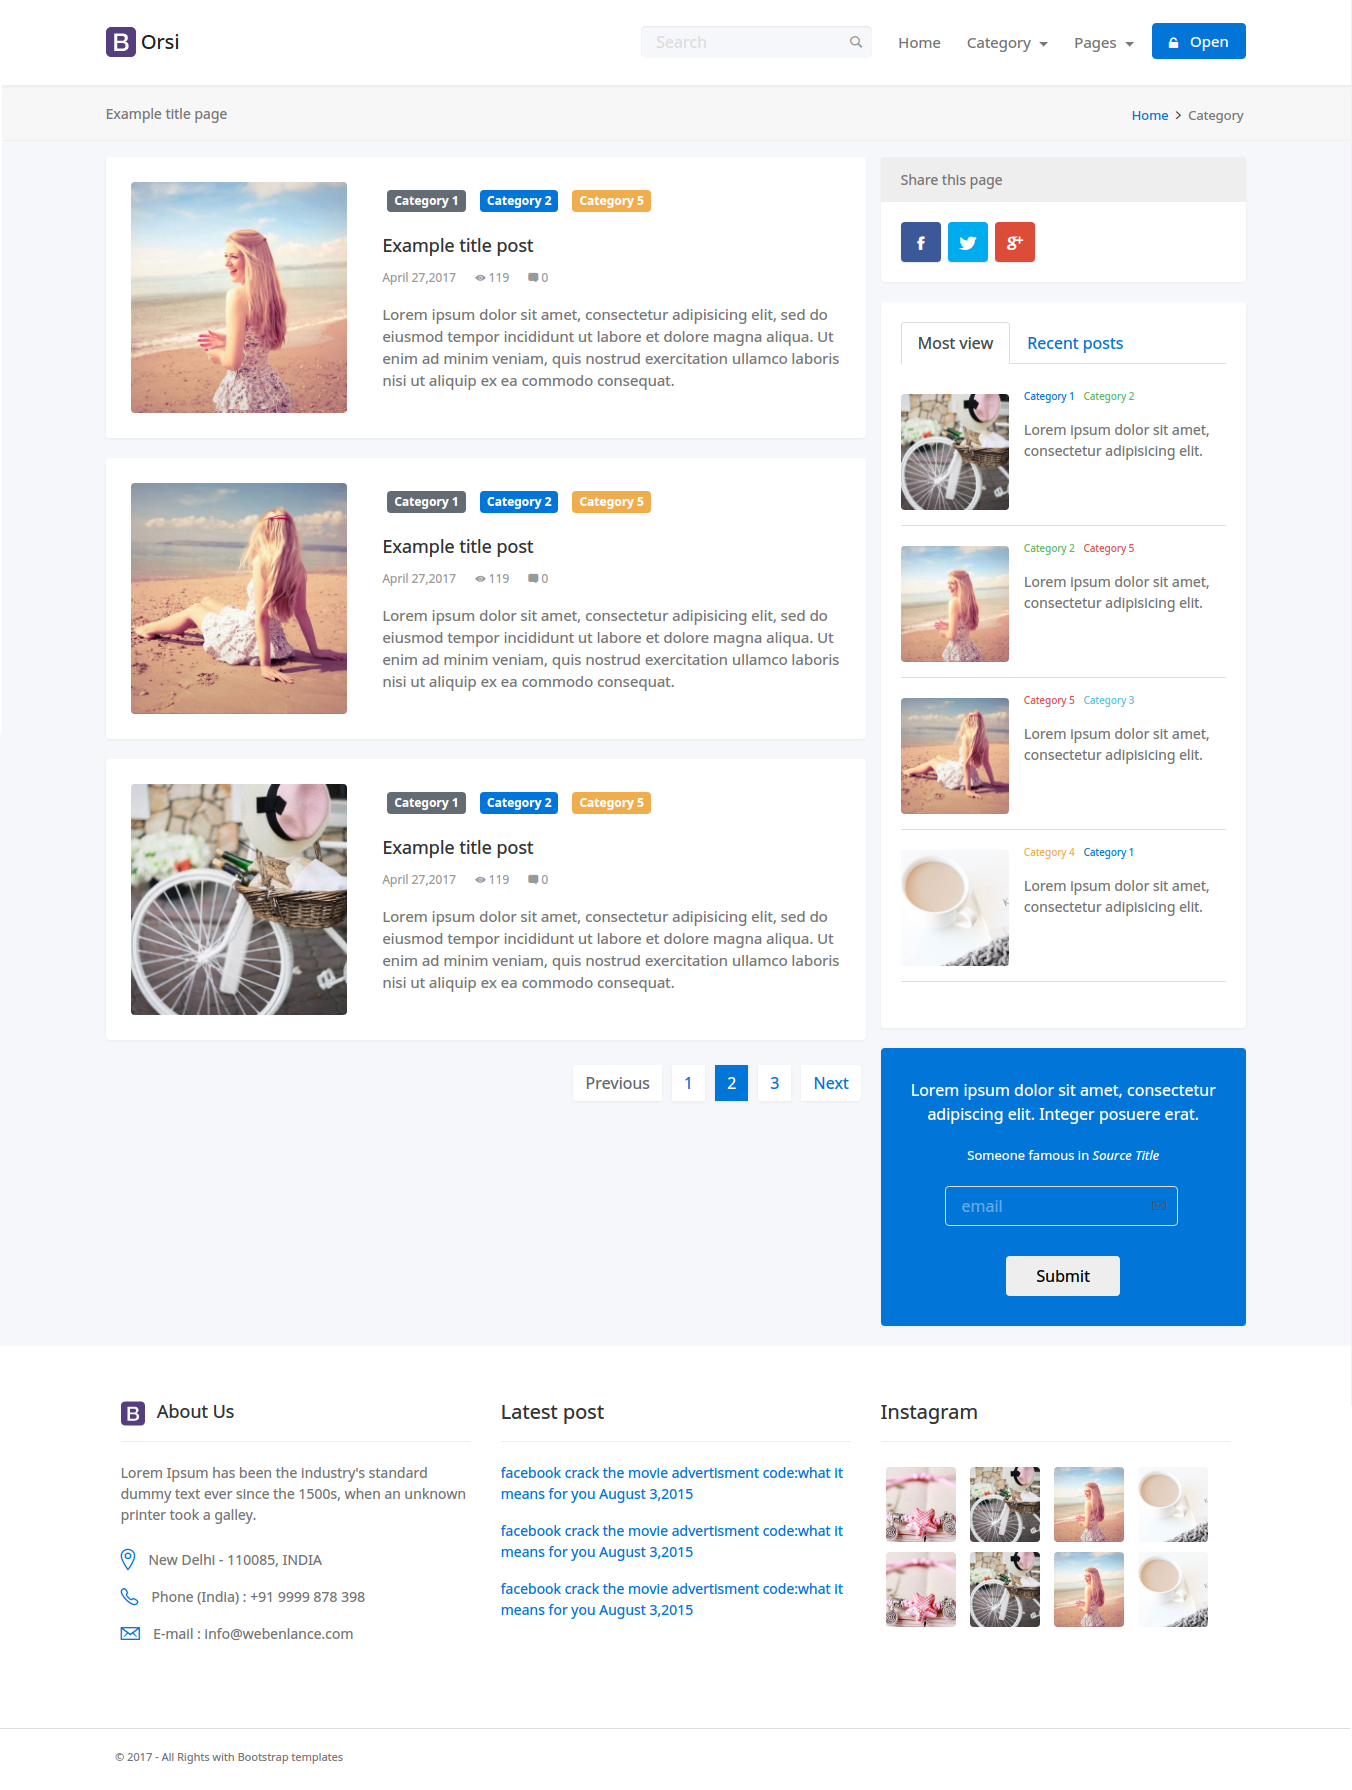 B Orsi
Search
Home
Category
Pages
Open
Example title page
Home
Category
Category 1
Category 2
Category 5
Example title post
April 27,2017
119
0
Lorem ipsum dolor sit amet, consectetur adipisicing elit, sed do
eiusmod tempor incididunt ut labore et dolore magna aliqua. Ut
enim ad minim veniam, quis nostrud exercitation ullamco laboris
nisi ut aliquip ex ea commodo consequat.
Category 1
Category 2
Category 5
Example title post
April 27,2017
119
0
Lorem ipsum dolor sit amet, consectetur adipisicing elit, sed do
eiusmod tempor incididunt ut labore et dolore magna aliqua. Ut
enim ad minim veniam, quis nostrud exercitation ullamco laboris
nisi ut aliquip ex ea commodo consequat.
Category 1
Category 2
Category 5
Example title post
April 27,2017
119
0
Lorem ipsum dolor sit amet, consectetur adipisicing elit, sed do
eiusmod tempor incididunt ut labore et dolore magna aliqua. Ut
enim ad minim veniam, quis nostrud exercitation ullamco laboris
nisi ut aliquip ex ea commodo consequat.
Previous
1
2
3
Next
Share this page
f
g+
Most view
Recent posts
Category 1 Category 2
Lorem ipsum dolor sit amet,
consectetur adipisicing elit.
Category 2 Category 5
Lorem ipsum dolor sit amet,
consectetur adipisicing elit.
Category 5 Category 3
Lorem ipsum dolor sit amet,
consectetur adipisicing elit.
Category 4 Category 1
Lorem ipsum dolor sit amet,
consectetur adipisicing elit.
Lorem ipsum dolor sit amet, consectetur
adipiscing elit. Integer posuere erat.
Someone famous in Source Title
email
Submit
B About Us
Lorem Ipsum has been the industry's standard
dummy text ever since the 1500s, when an unknown
printer took a galley.
New Delhi - 110085, INDIA
Phone (India) : +91 9999 878 398
E-mail : info@webenlance.com
Latest post
facebook crack the movie advertisment code:what it
means for you August 3,2015
facebook crack the movie advertisment code:what it
means for you August 3,2015
facebook crack the movie advertisment code:what it
means for you August 3,2015
Instagram
© 2017 - All Rights with Bootstrap templates